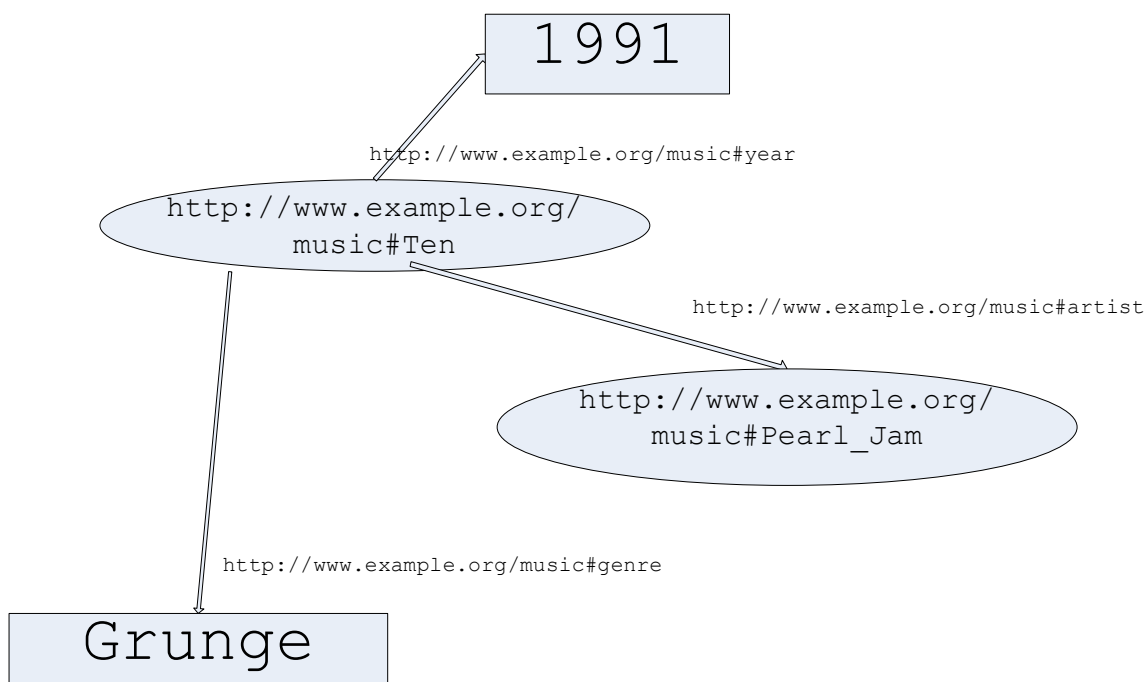 1991
http://www.example.org/music#year
http://www.example.org/
music#Ten
http://www.example.org/music#artist
http://www.example.org/
music#Pearl_Jam
http://www.example.org/music#genre
Grunge